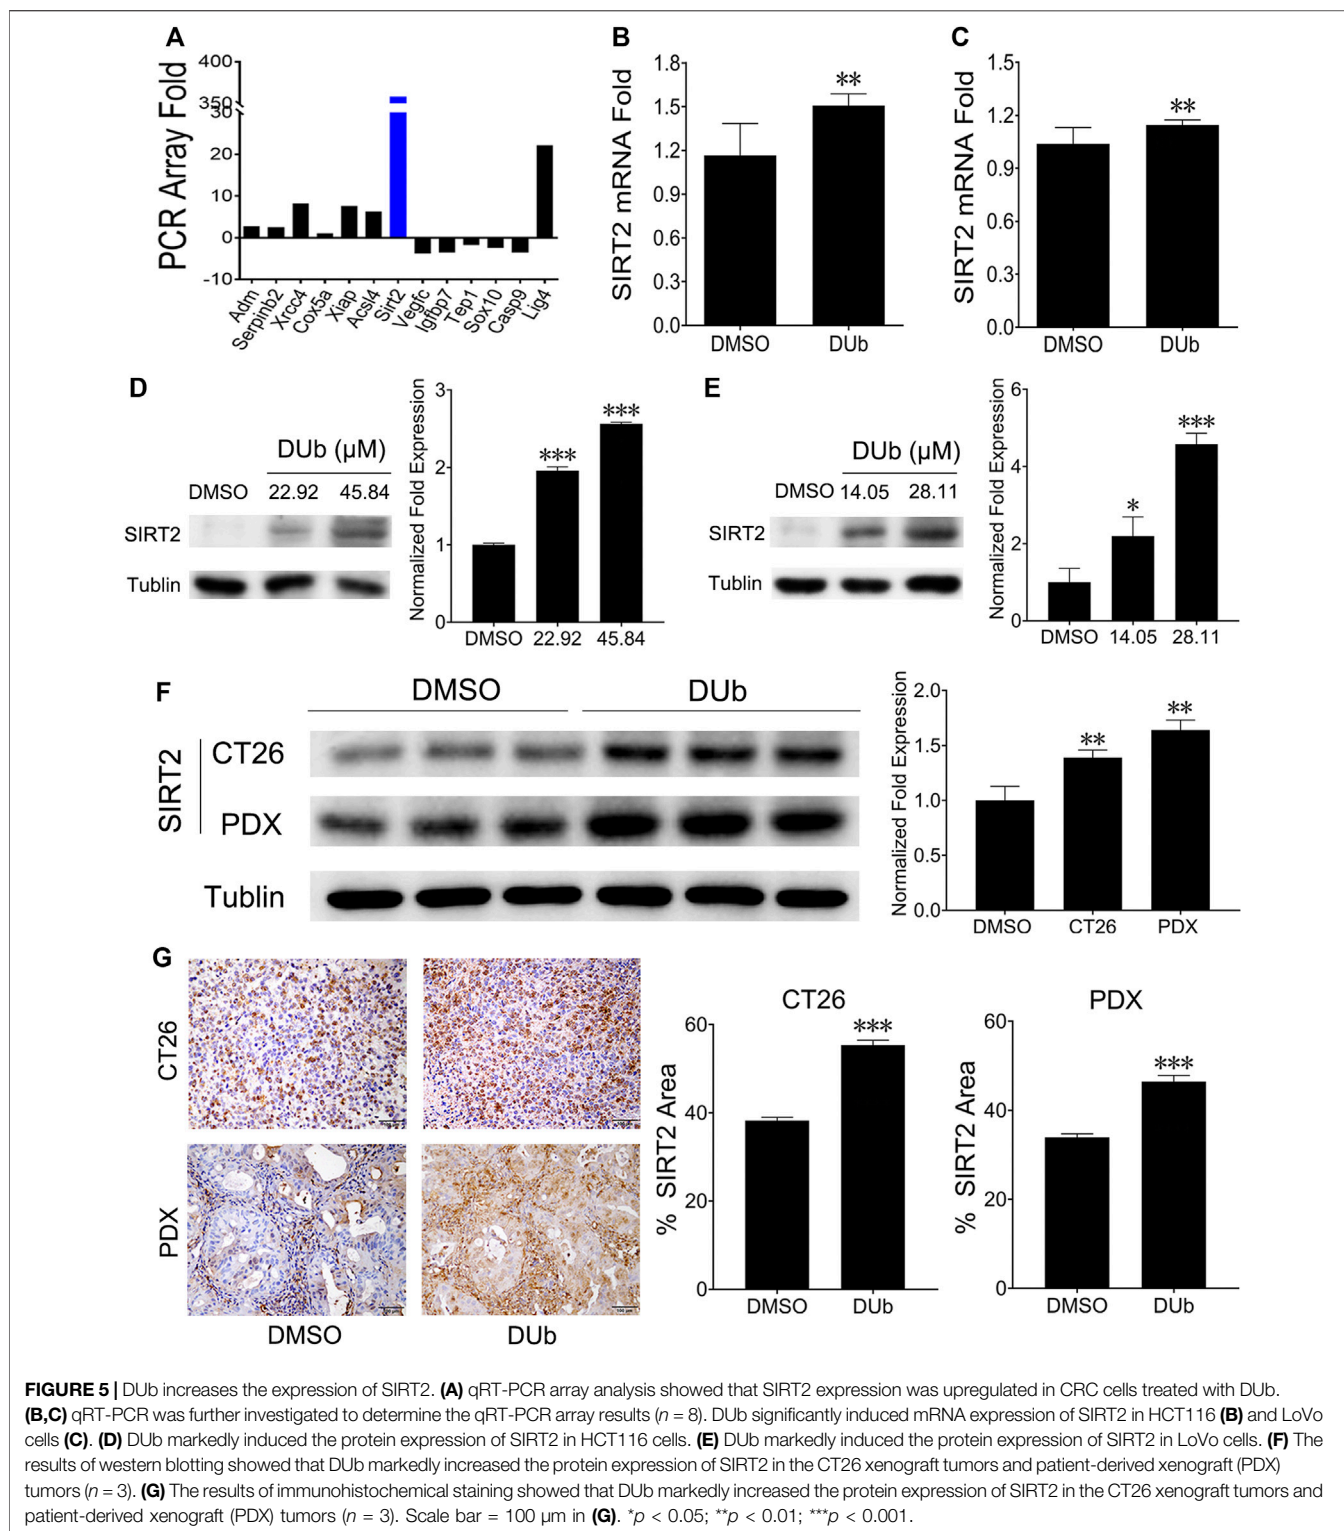 A
PCR Array Fold
400
350
30
20
10
0
-10
Adm
Serpinb2
Xrcc4
Cox5a
Xiap
Acsl4
Sirt2
Vegfc
Igfbp7
Tep1
Sox10
Casp9
Lig4
B
SIRT2 mRNA Fold
1.8
1.5
1.2
0.9
0.6
0.3
0.0
**
DMSO DUb
C
SIRT2 mRNA Fold
1.5
1.2
0.9
0.6
0.3
0.0
**
DMSO DUb
D
DUb (µM)
DMSO 22.92 45.84
SIRT2
Tublin
Normalized Fold Expression
3
2
1
0
*** ***
DMSO 22.92 45.84
E
DUb (µM)
DMSO 14.05 28.11
SIRT2
Tublin
Normalized Fold Expression
6
4
2
0
* ***
DMSO 14.05 28.11
F
DMSO DUb
SIRT2
CT26
PDX
Tublin
Normalized Fold Expression
2.0
1.5
1.0
0.5
0.0
** **
DMSO CT26 PDX
G
CT26
PDX
DMSO DUb
100 µm
CT26
% SIRT2 Area
60
40
20
0
***
DMSO DUb
PDX
% SIRT2 Area
60
40
20
0
***
DMSO DUb
FIGURE 5 | DUb increases the expression of SIRT2. (A) qRT-PCR array analysis showed that SIRT2 expression was upregulated in CRC cells treated with DUb.
(B,C) qRT-PCR was further investigated to determine the qRT-PCR array results (n = 8). DUb significantly induced mRNA expression of SIRT2 in HCT116 (B) and LoVo
cells (C). (D) DUb markedly induced the protein expression of SIRT2 in HCT116 cells. (E) DUb markedly induced the protein expression of SIRT2 in LoVo cells. (F) The
results of western blotting showed that DUb markedly increased the protein expression of SIRT2 in the CT26 xenograft tumors and patient-derived xenograft (PDX)
tumors (n = 3). (G) The results of immunohistochemical staining showed that DUb markedly increased the protein expression of SIRT2 in the CT26 xenograft tumors and
patient-derived xenograft (PDX) tumors (n = 3). Scale bar = 100 µm in (G). *p < 0.05; **p < 0.01; ***p < 0.001.